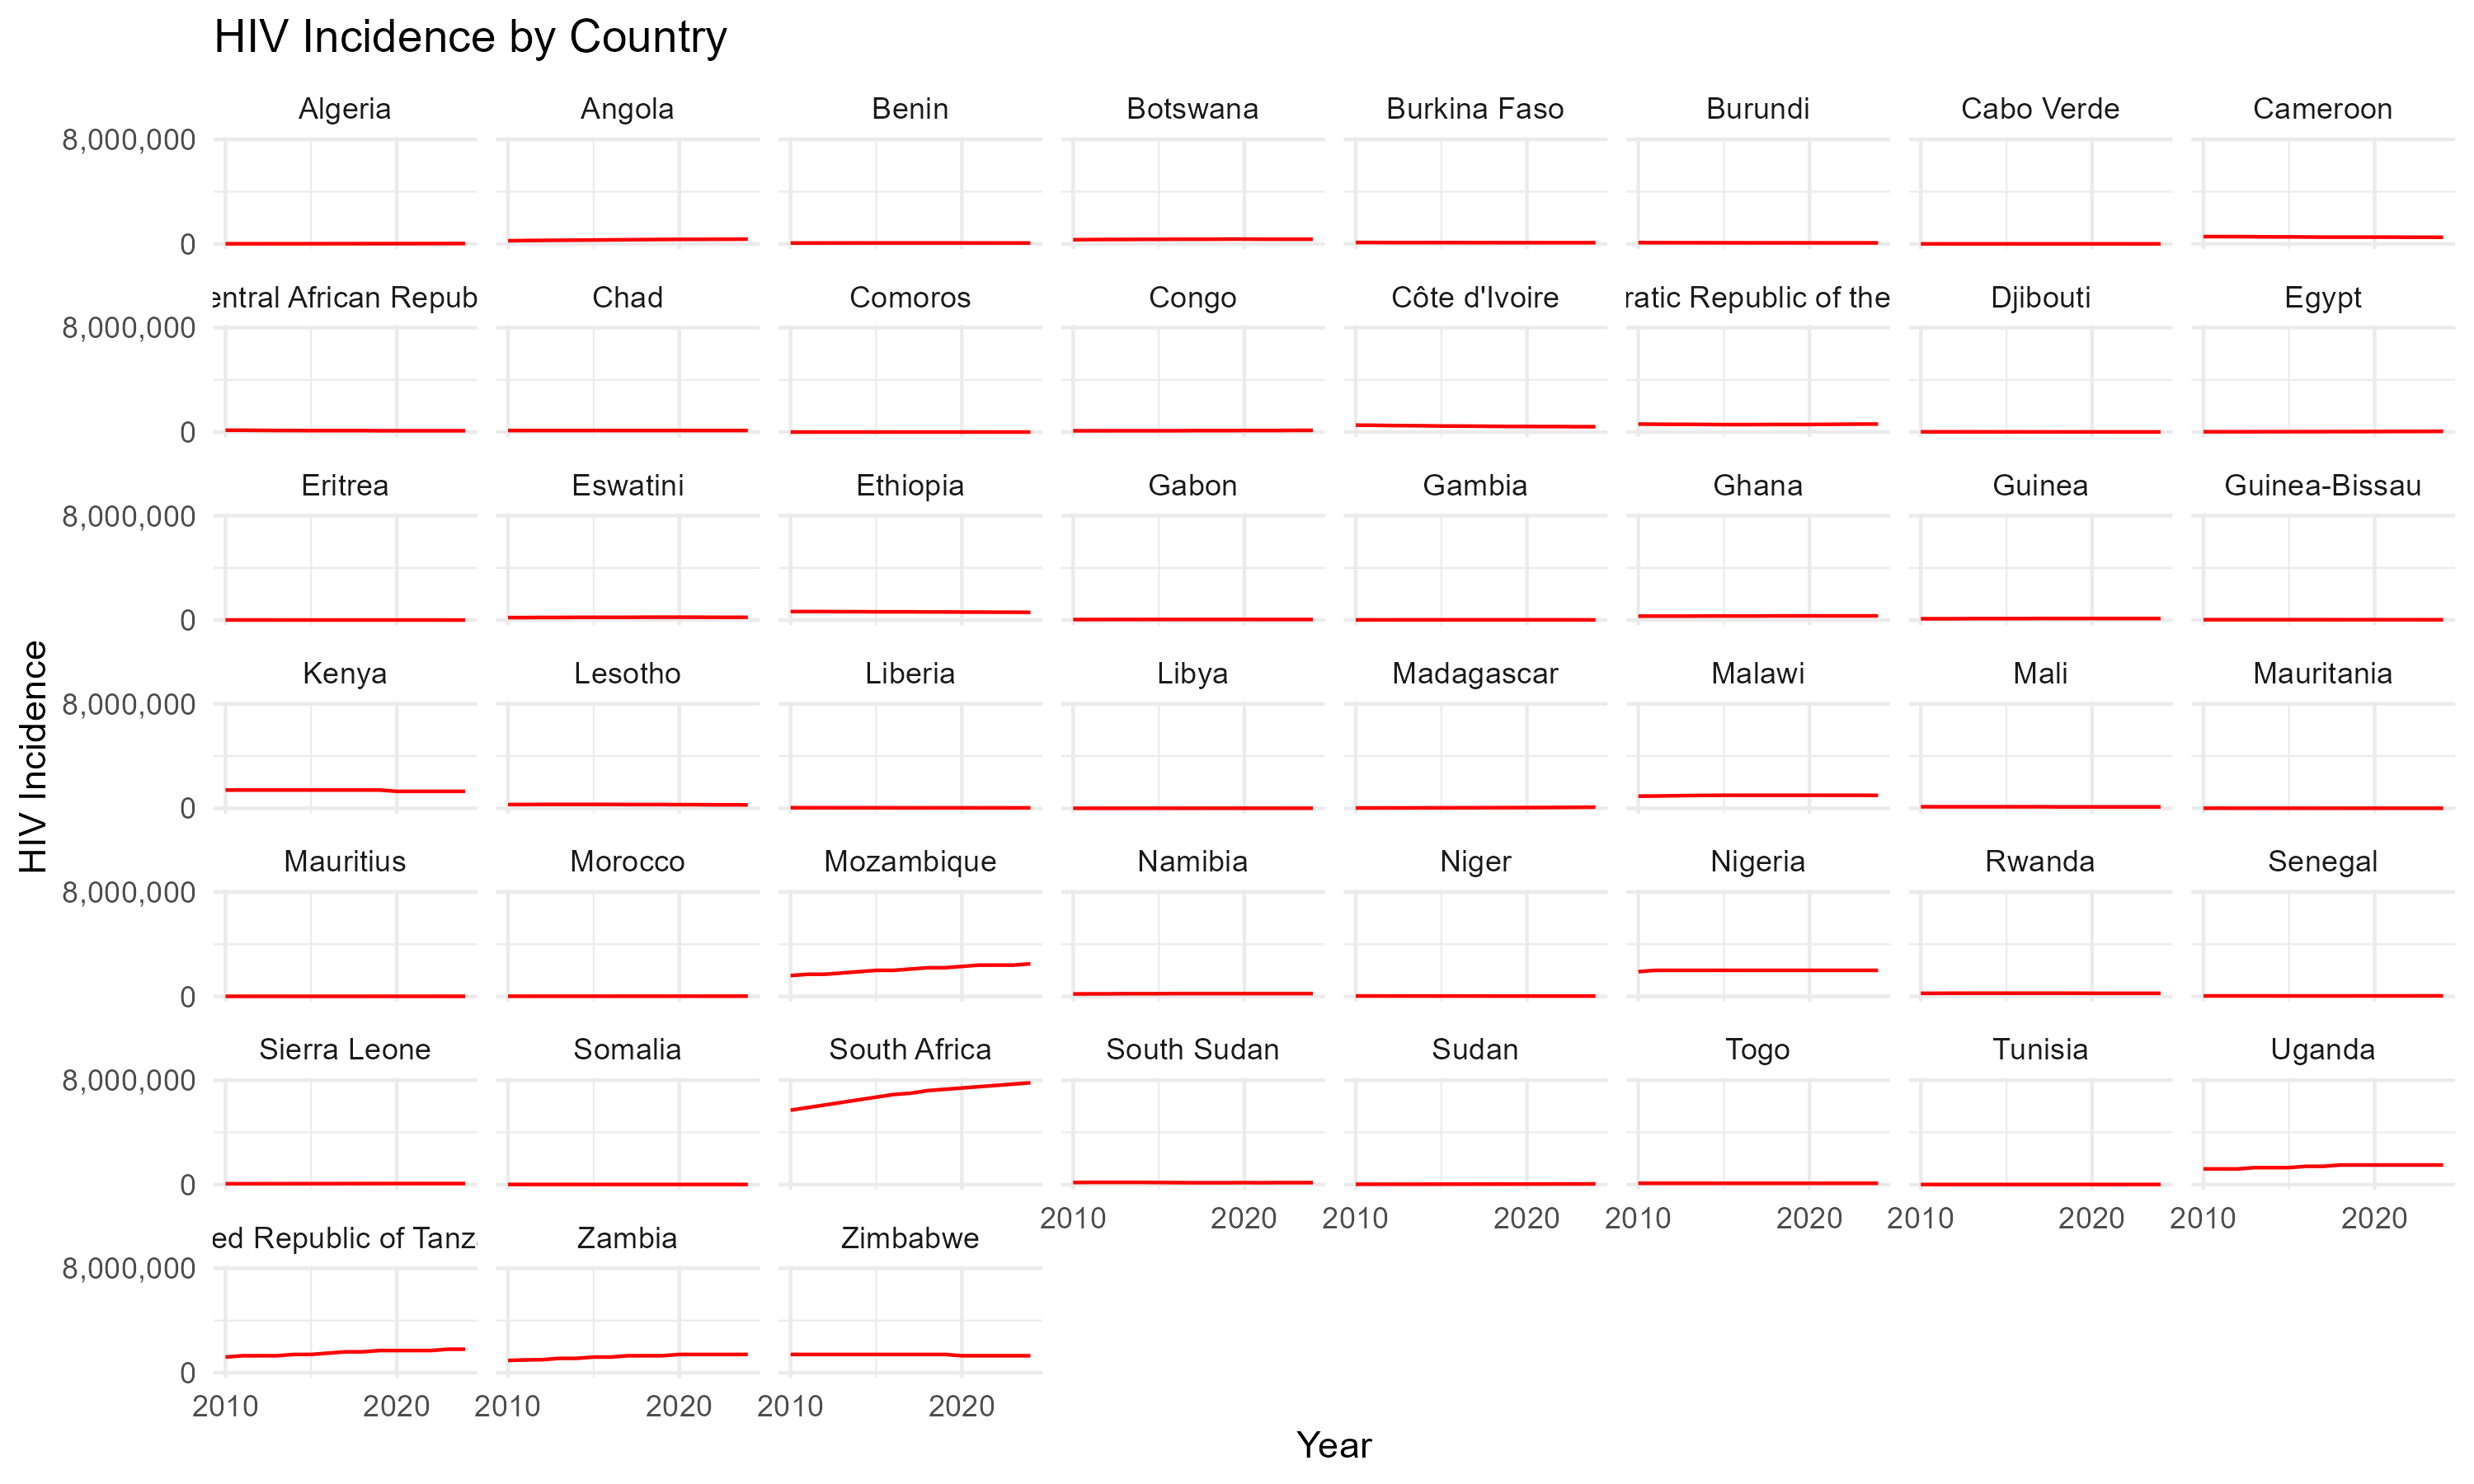 HIV Incidence by Country
Algeria Angola Benin Botswana Burkina Faso Burundi Cabo Verde Cameroon
8,000,000
0
entral African Repub Chad Comoros Congo Côte d'Ivoire ratic Republic of the Djibouti Egypt
8,000,000
0
Eritrea Eswatini Ethiopia Gabon Gambia Ghana Guinea Guinea-Bissau
8,000,000
0
Kenya Lesotho Liberia Libya Madagascar Malawi Mali Mauritania
8,000,000
0
Mauritius Morocco Mozambique Namibia Niger Nigeria Rwanda Senegal
8,000,000
0
Sierra Leone Somalia South Africa South Sudan Sudan Togo Tunisia Uganda
8,000,000
0
2010 2020 2010 2020 2010 2020 2010 2020 2010 2020
ed Republic of Tanz Zambia Zimbabwe
8,000,000
0
2010 2020 2010 2020 2010 2020
Year
HIV Incidence